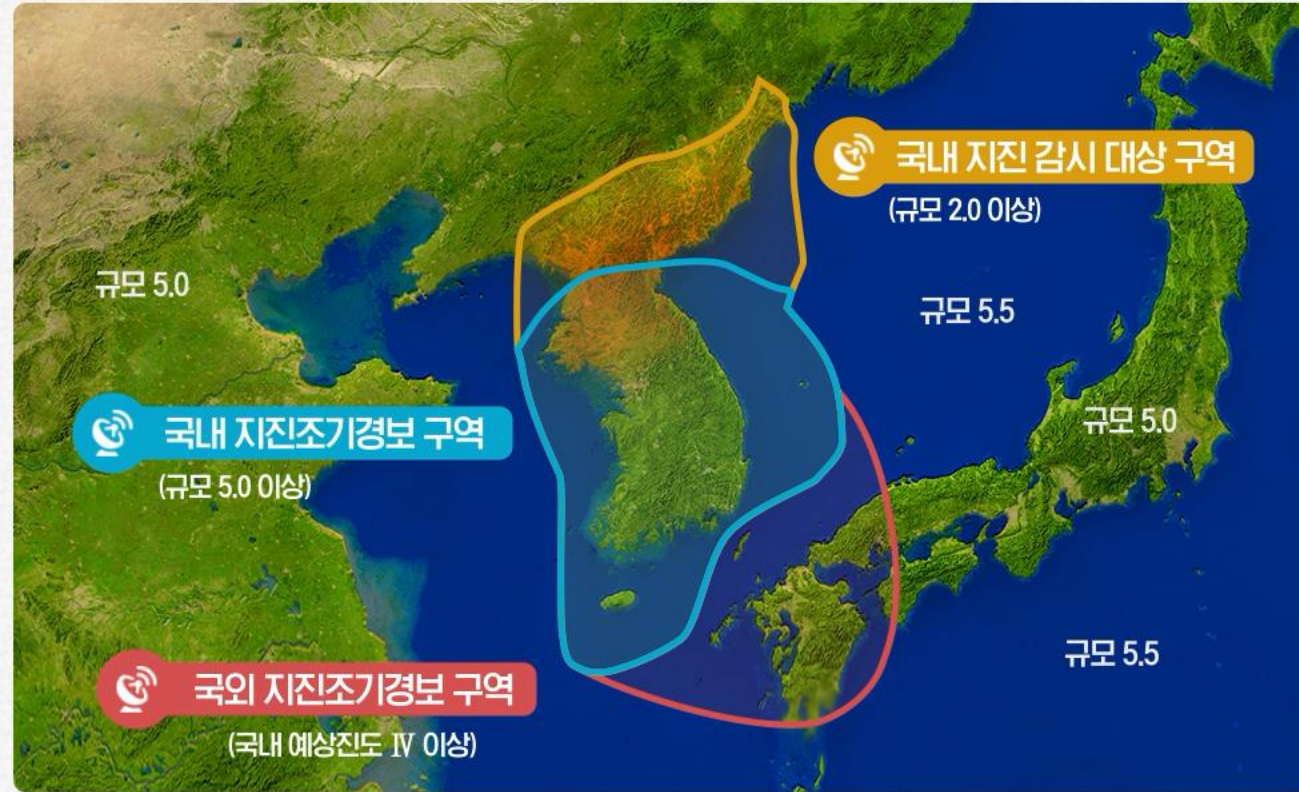 국내 지진 감시 대상 구역
(규모 2.0 이상)
규모 5.0
규모 5.5
규모 5.0
국내 지진조기경보 구역
(규모 5.0 이상)
규모 5.5
국외 지진조기경보 구역
(국내 예상진도 Ⅳ 이상)